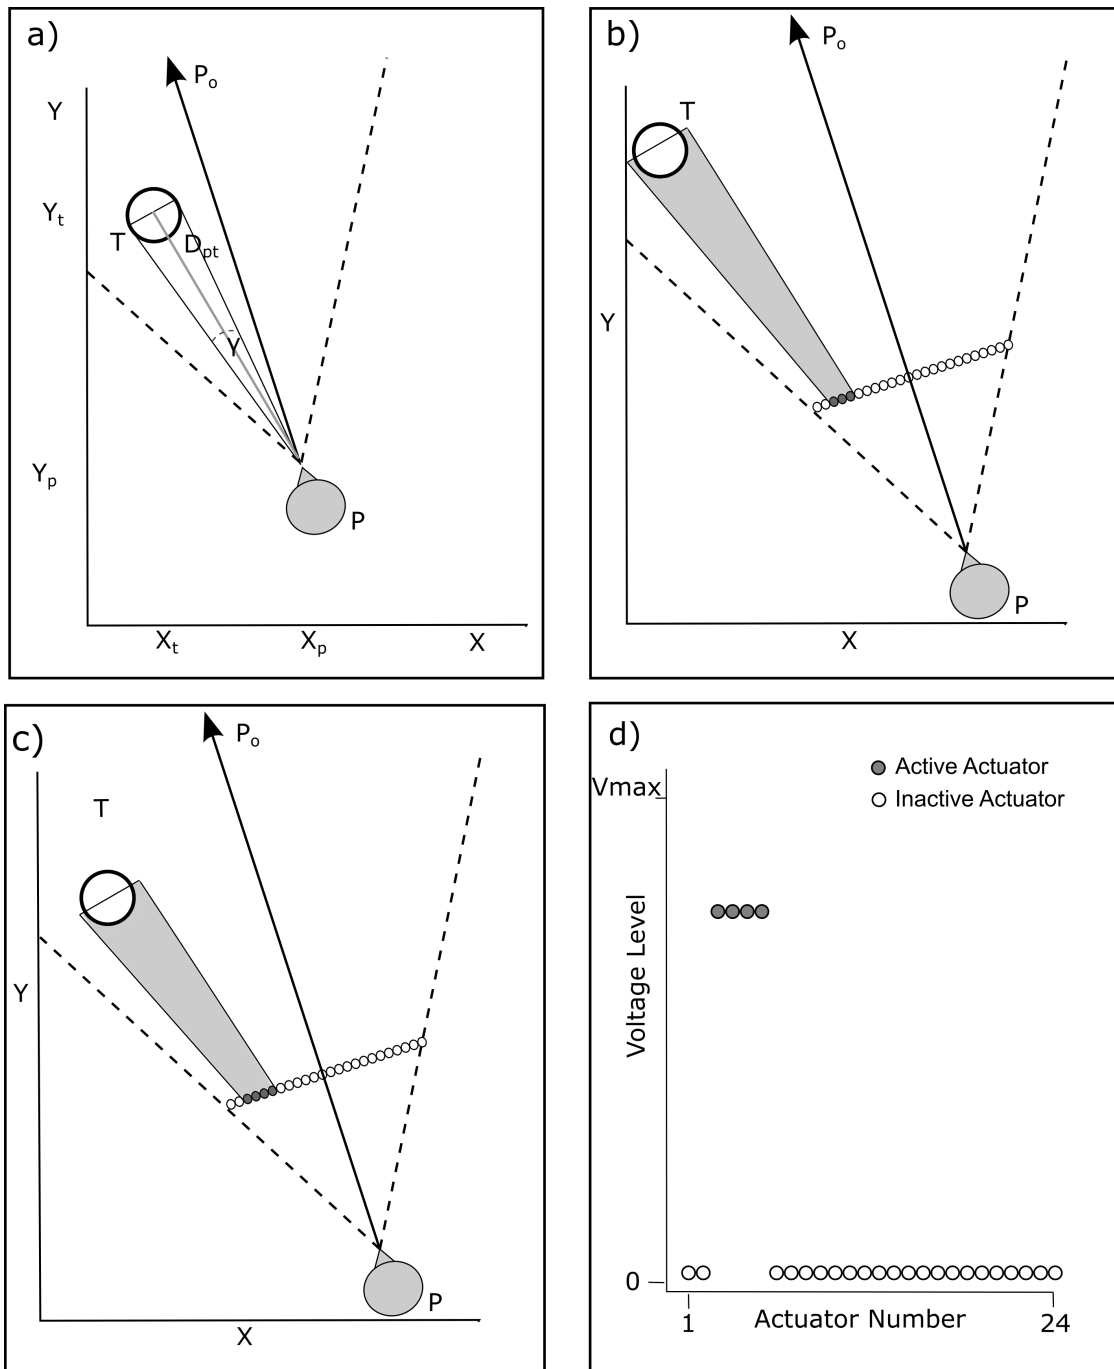 a)
Pₒ
Y
Yₜ
T
Dₚₜ
γ
Yₚ
P
Xₜ
Xₚ
X
b)
Pₒ
T
Y
P
X
c)
Pₒ
T
Y
P
X
d)
Active Actuator
Inactive Actuator
Vmax
Voltage Level
0
1
Actuator Number
24